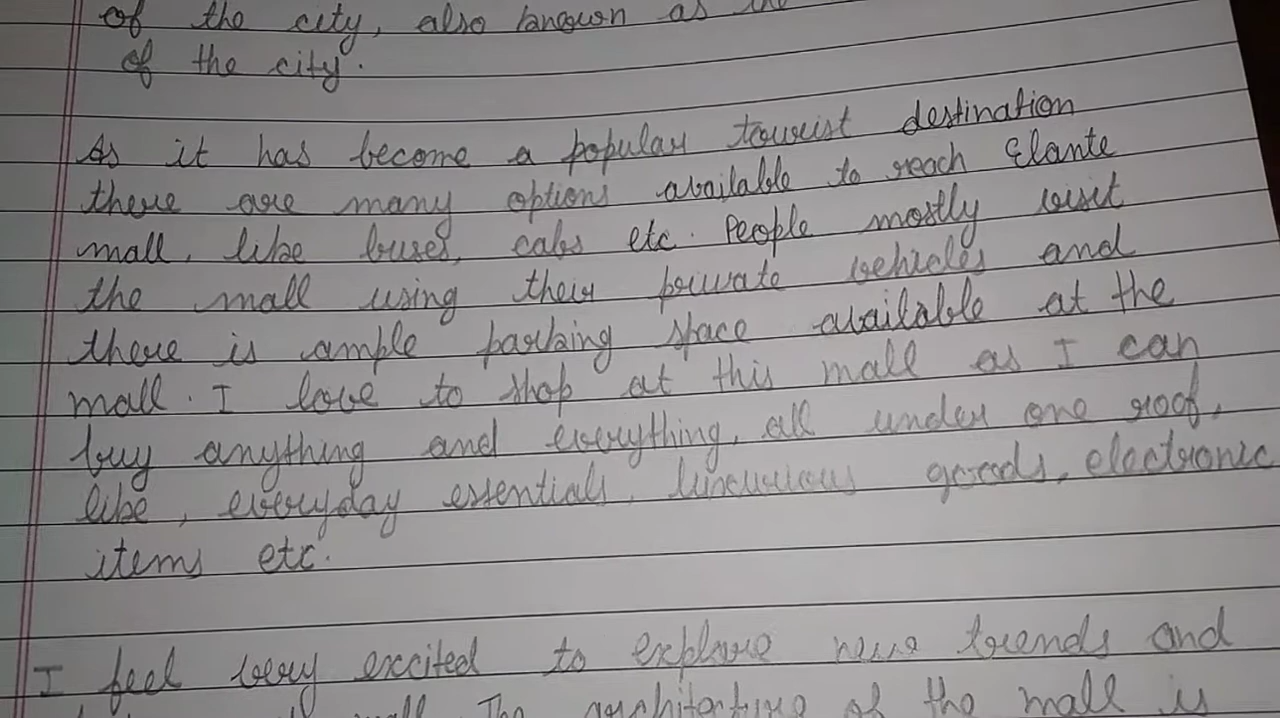 of the city, also known as the
of the city.
As it has become a popular tourist destination
there are many options available to reach Elante
mall, like buses, cabs etc. People mostly visit
the mall using their private vehicles and
there is ample parking space available at the
mall. I love to shop at this mall as I can
buy anything and everything, all under one roof,
like, everyday essentials, luxurious goods, electronic
items etc.
I feel very excited to explore new trends and
mall. The architecture of the mall is